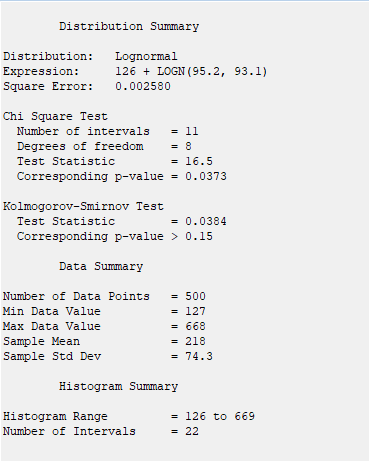 Distribution Summary
Distribution: Lognormal
Expression: 126 + LOGN(95.2, 93.1)
Square Error: 0.002580
Chi Square Test
Number of intervals = 11
Degrees of freedom = 8
Test Statistic = 16.5
Corresponding p-value = 0.0373
Kolmogorov-Smirnov Test
Test Statistic = 0.0384
Corresponding p-value > 0.15
Data Summary
Number of Data Points = 500
Min Data Value = 127
Max Data Value = 668
Sample Mean = 218
Sample Std Dev = 74.3
Histogram Summary
Histogram Range = 126 to 669
Number of Intervals = 22